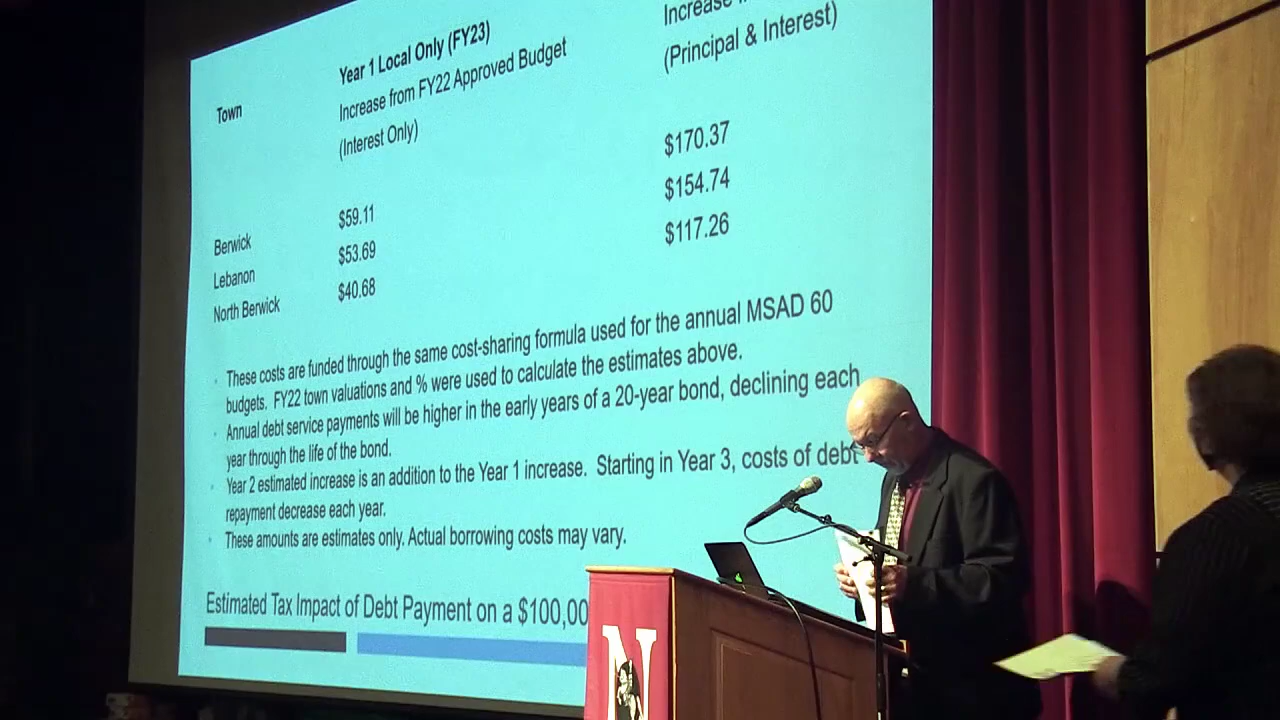 Year 1 Local Only (FY23)
Increase from FY22 Approved Budget
(Interest Only)
Town
Increase
(Principal & Interest)
Berwick $59.11 $170.37
Lebanon $53.69 $154.74
North Berwick $40.68 $117.26
These costs are funded through the same cost-sharing formula used for the annual MSAD 60
budgets. FY22 town valuations and % were used to calculate the estimates above.
Annual debt service payments will be higher in the early years of a 20-year bond, declining each
year through the life of the bond.
Year 2 estimated increase is an addition to the Year 1 increase. Starting in Year 3, costs of debt
repayment decrease each year.
These amounts are estimates only. Actual borrowing costs may vary.
Estimated Tax Impact of Debt Payment on a $100,00
N